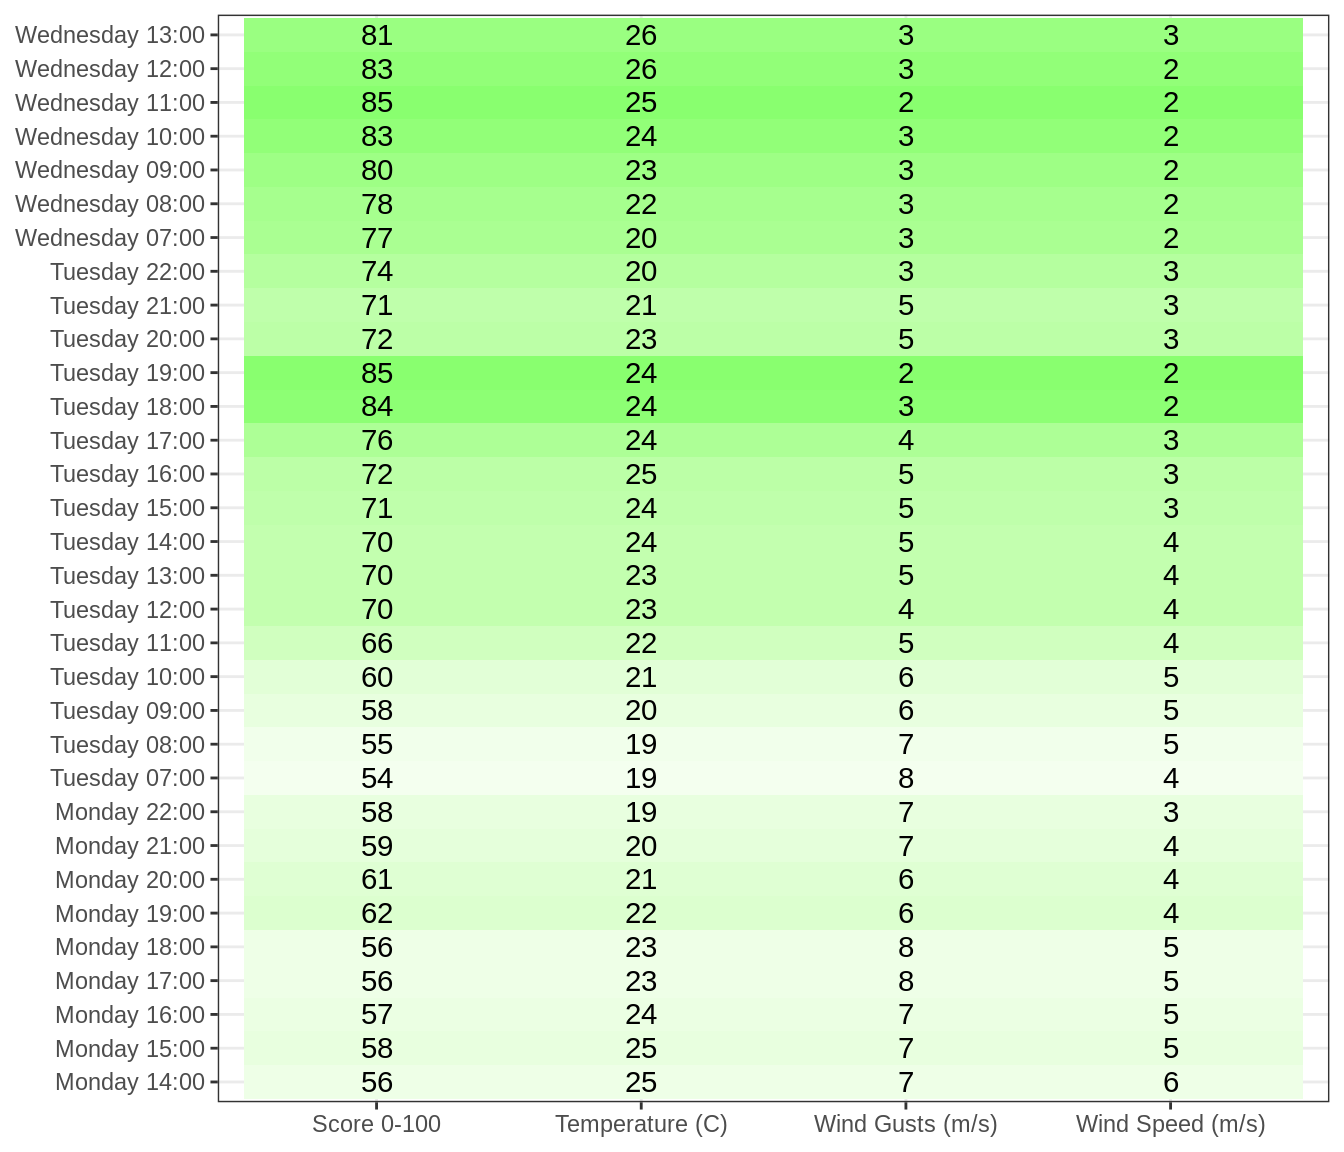 Wednesday 13:00 81 26 3 3
Wednesday 12:00 83 26 3 2
Wednesday 11:00 85 25 2 2
Wednesday 10:00 83 24 3 2
Wednesday 09:00 80 23 3 2
Wednesday 08:00 78 22 3 2
Wednesday 07:00 77 20 3 2
Tuesday 22:00 74 20 3 3
Tuesday 21:00 71 21 5 3
Tuesday 20:00 72 23 5 3
Tuesday 19:00 85 24 2 2
Tuesday 18:00 84 24 3 2
Tuesday 17:00 76 24 4 3
Tuesday 16:00 72 25 5 3
Tuesday 15:00 71 24 5 3
Tuesday 14:00 70 24 5 4
Tuesday 13:00 70 23 5 4
Tuesday 12:00 70 23 4 4
Tuesday 11:00 66 22 5 4
Tuesday 10:00 60 21 6 5
Tuesday 09:00 58 20 6 5
Tuesday 08:00 55 19 7 5
Tuesday 07:00 54 19 8 4
Monday 22:00 58 19 7 3
Monday 21:00 59 20 7 4
Monday 20:00 61 21 6 4
Monday 19:00 62 22 6 4
Monday 18:00 56 23 8 5
Monday 17:00 56 23 8 5
Monday 16:00 57 24 7 5
Monday 15:00 58 25 7 5
Monday 14:00 56 25 7 6
Score 0-100 Temperature (C) Wind Gusts (m/s) Wind Speed (m/s)